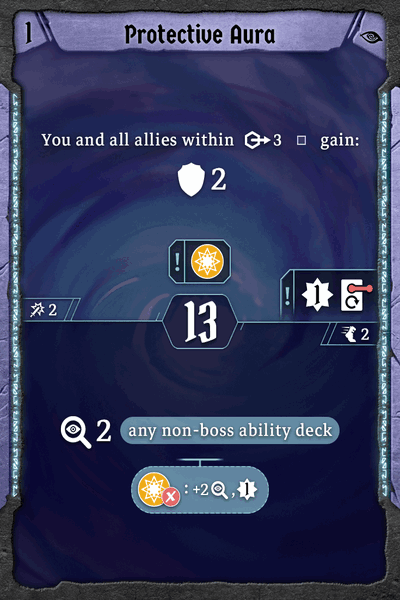 1 Protective Aura
You and all allies within 3 gain:
2
!
! 1
2
13
2
2 any non-boss ability deck
x : +2 , 1